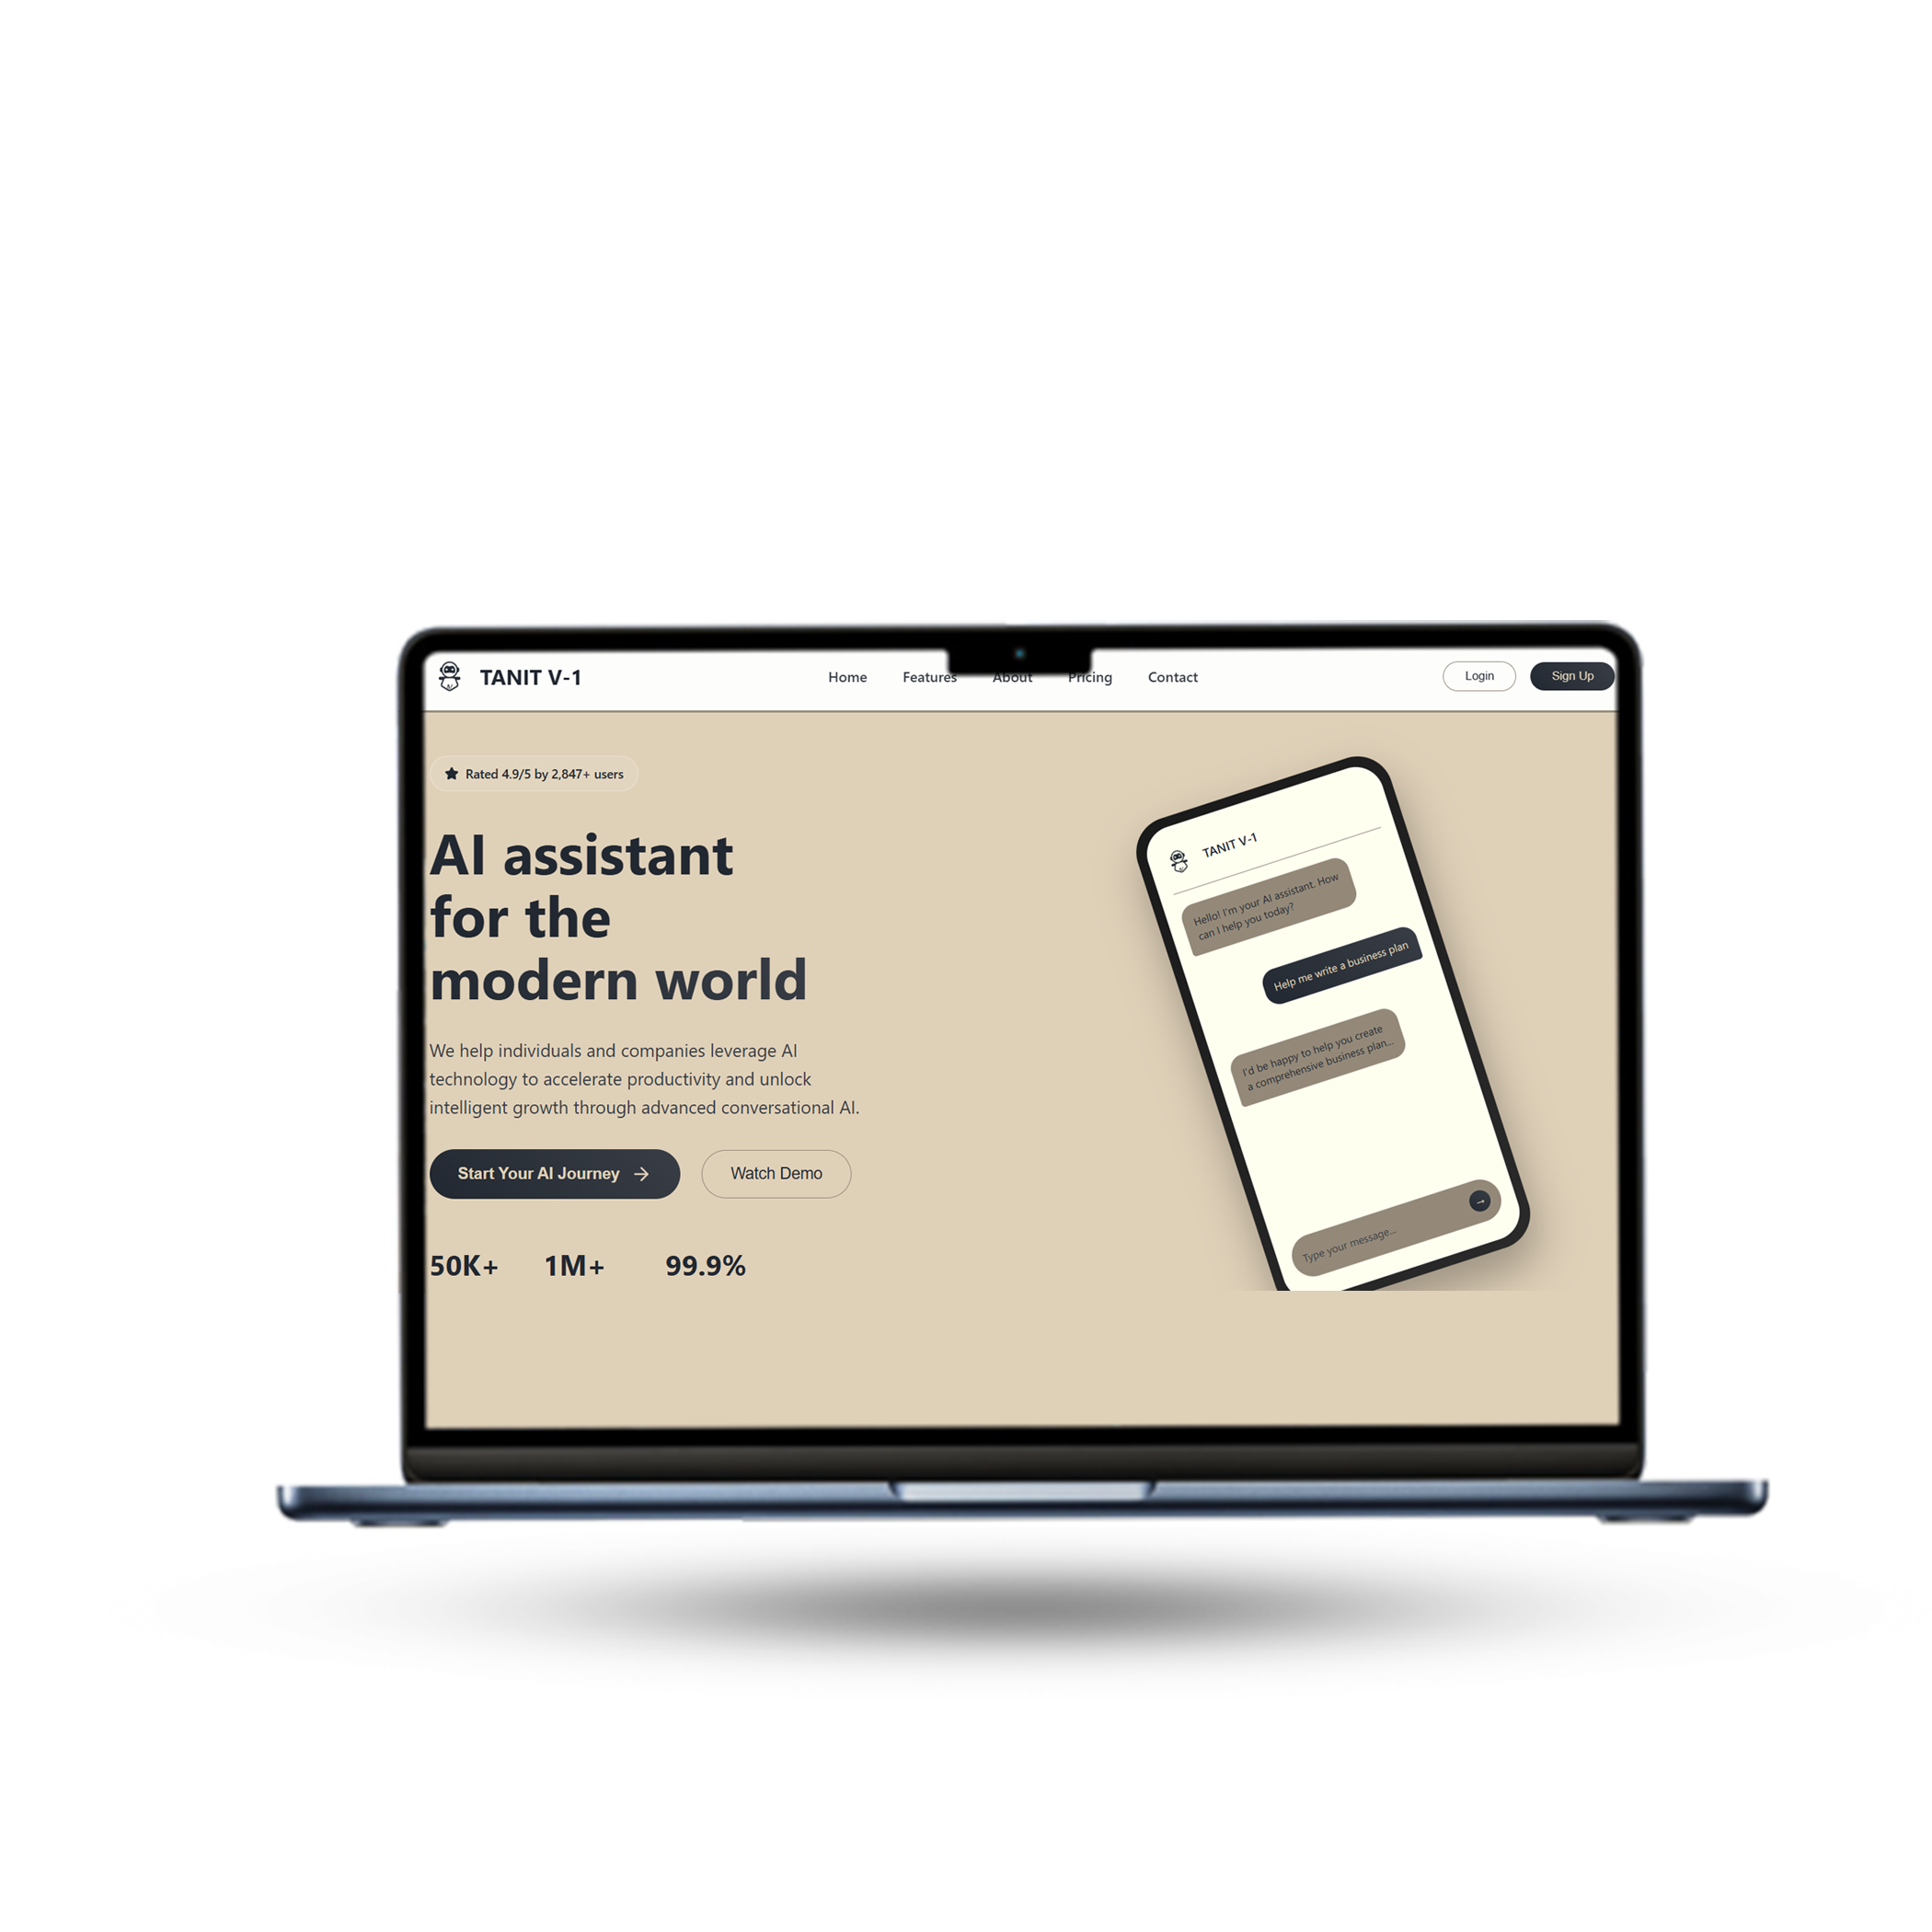 TANIT V-1
Home Features About Pricing Contact
Login Sign Up
Rated 4.9/5 by 2,847+ users
AI assistant
for the
modern world
We help individuals and companies leverage AI
technology to accelerate productivity and unlock
intelligent growth through advanced conversational AI.
Start Your AI Journey →
Watch Demo
50K+ 1M+ 99.9%
TANIT V-1
Hello! I'm your AI assistant. How
can I help you today?
Help me write a business plan
I'd be happy to help you create
a comprehensive business plan...
Type your message...